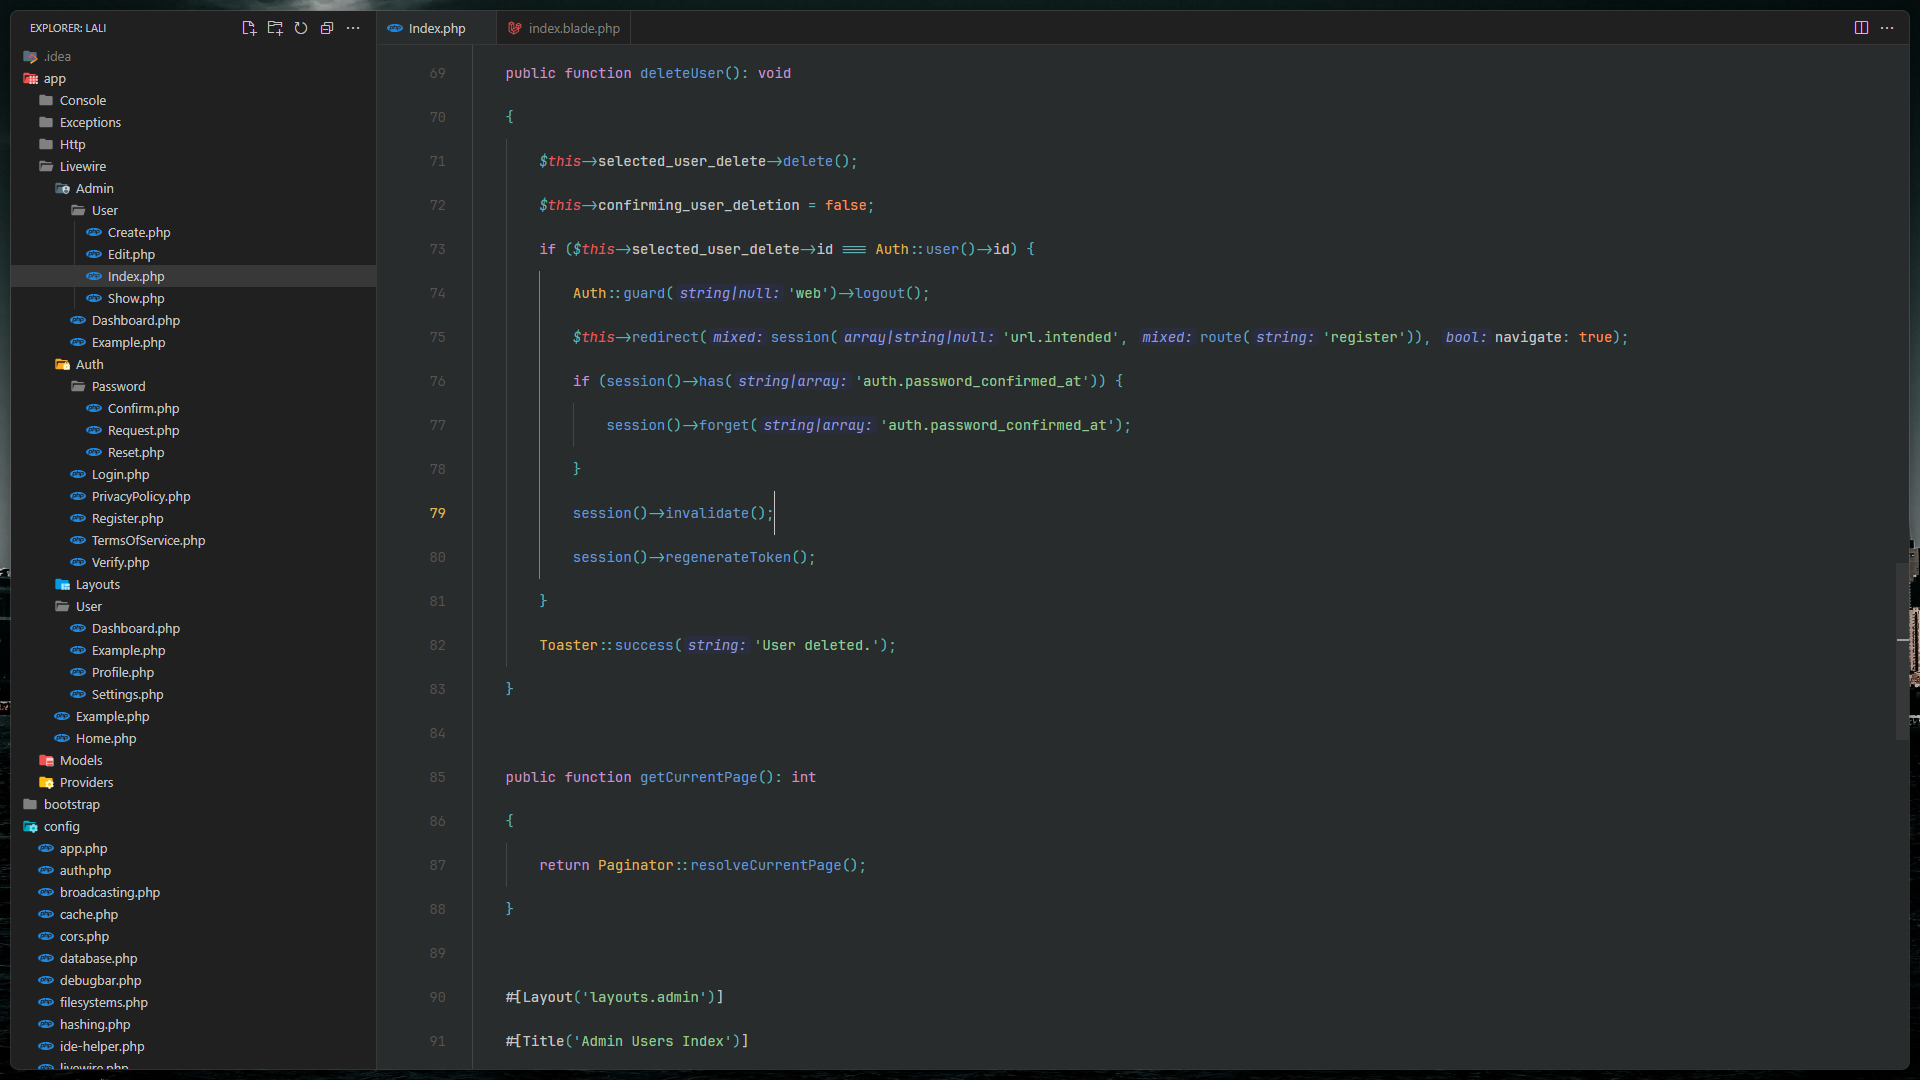 EXPLORER: LALI
.idea
app
Console
Exceptions
Http
Livewire
Admin
User
Create.php
Edit.php
Index.php
Show.php
Dashboard.php
Example.php
Auth
Password
Confirm.php
Request.php
Reset.php
Login.php
PrivacyPolicy.php
Register.php
TermsOfService.php
Verify.php
Layouts
User
Dashboard.php
Example.php
Profile.php
Settings.php
Example.php
Home.php
Models
Providers
bootstrap
config
app.php
auth.php
broadcasting.php
cache.php
cors.php
database.php
debugbar.php
filesystems.php
hashing.php
ide-helper.php
livewire.php
Index.php
index.blade.php
69 public function deleteUser(): void
70 {
71 $this->selected_user_delete->delete();
72 $this->confirming_user_deletion = false;
73 if ($this->selected_user_delete->id === Auth::user()->id) {
74 Auth::guard( string|null: 'web')->logout();
75 $this->redirect( mixed: session( array|string|null: 'url.intended', mixed: route( string: 'register')), bool: navigate: true);
76 if (session()->has( string|array: 'auth.password_confirmed_at')) {
77 session()->forget( string|array: 'auth.password_confirmed_at');
78 }
79 session()->invalidate();
80 session()->regenerateToken();
81 }
82 Toaster::success( string: 'User deleted.');
83 }
84
85 public function getCurrentPage(): int
86 {
87 return Paginator::resolveCurrentPage();
88 }
89
90 #[Layout('layouts.admin')]
91 #[Title('Admin Users Index')]